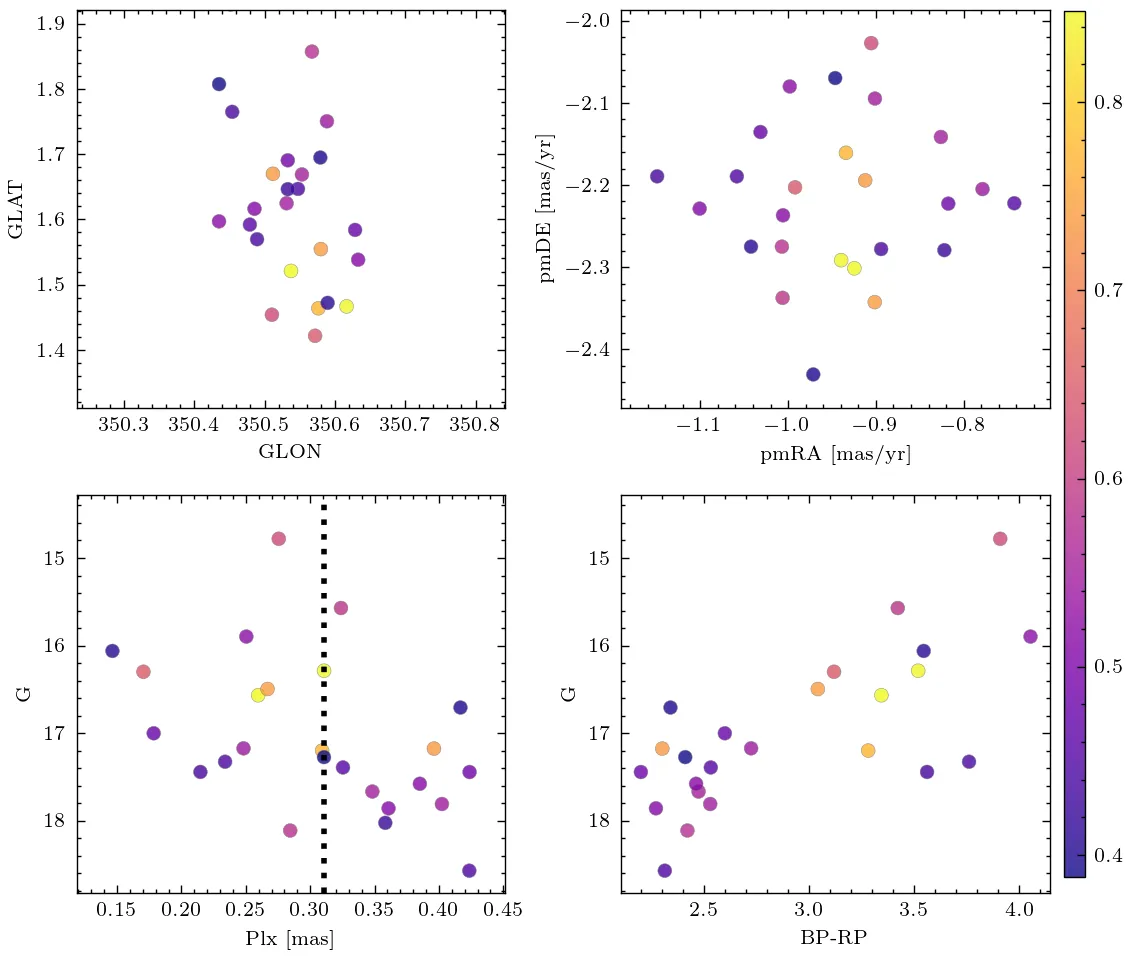 1.9
1.8
1.7
1.6
1.5
1.4
GLAT
350.3 350.4 350.5 350.6 350.7 350.8
GLON
−2.0
−2.1
−2.2
−2.3
−2.4
pmDE [mas/yr]
−1.1 −1.0 −0.9 −0.8
pmRA [mas/yr]
0.8
0.7
0.6
0.5
0.4
15
16
17
18
G
0.15 0.20 0.25 0.30 0.35 0.40 0.45
Plx [mas]
15
16
17
18
G
2.5 3.0 3.5 4.0
BP-RP